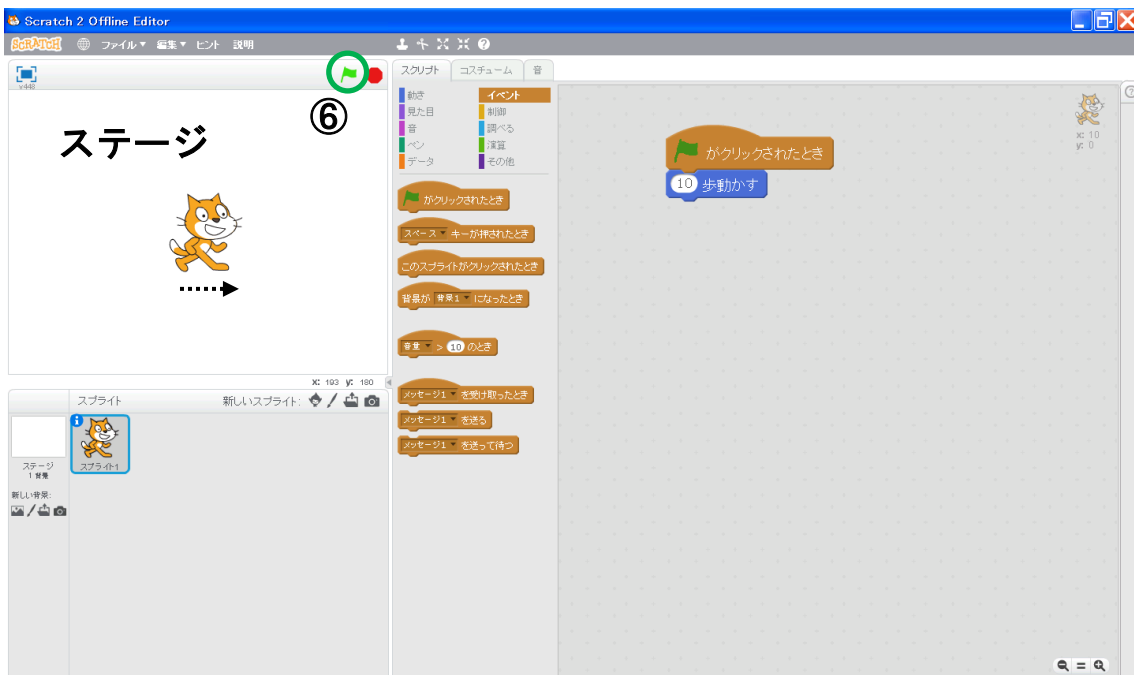 Scratch 2 Offline Editor
SCRATCH ファイル▼ 編集▼ ヒント 説明
v448
⑥
ステージ
X: 193 y: 180
スプライト 新しいスプライト:
ステージ
1 背景
新しい背景:
スプライト1
スクリプト コスチューム 音
動き イベント
見た目 制御
音 調べる
ペン 演算
データ その他
がクリックされたとき
スペース▼ キーが押されたとき
このスプライトがクリックされたとき
背景が 背景1▼ になったとき
音量▼ > 10 のとき
メッセージ1▼ を受け取ったとき
メッセージ1▼ を送る
メッセージ1▼ を送って待つ
がクリックされたとき
10 歩動かす
x: 10
y: 0